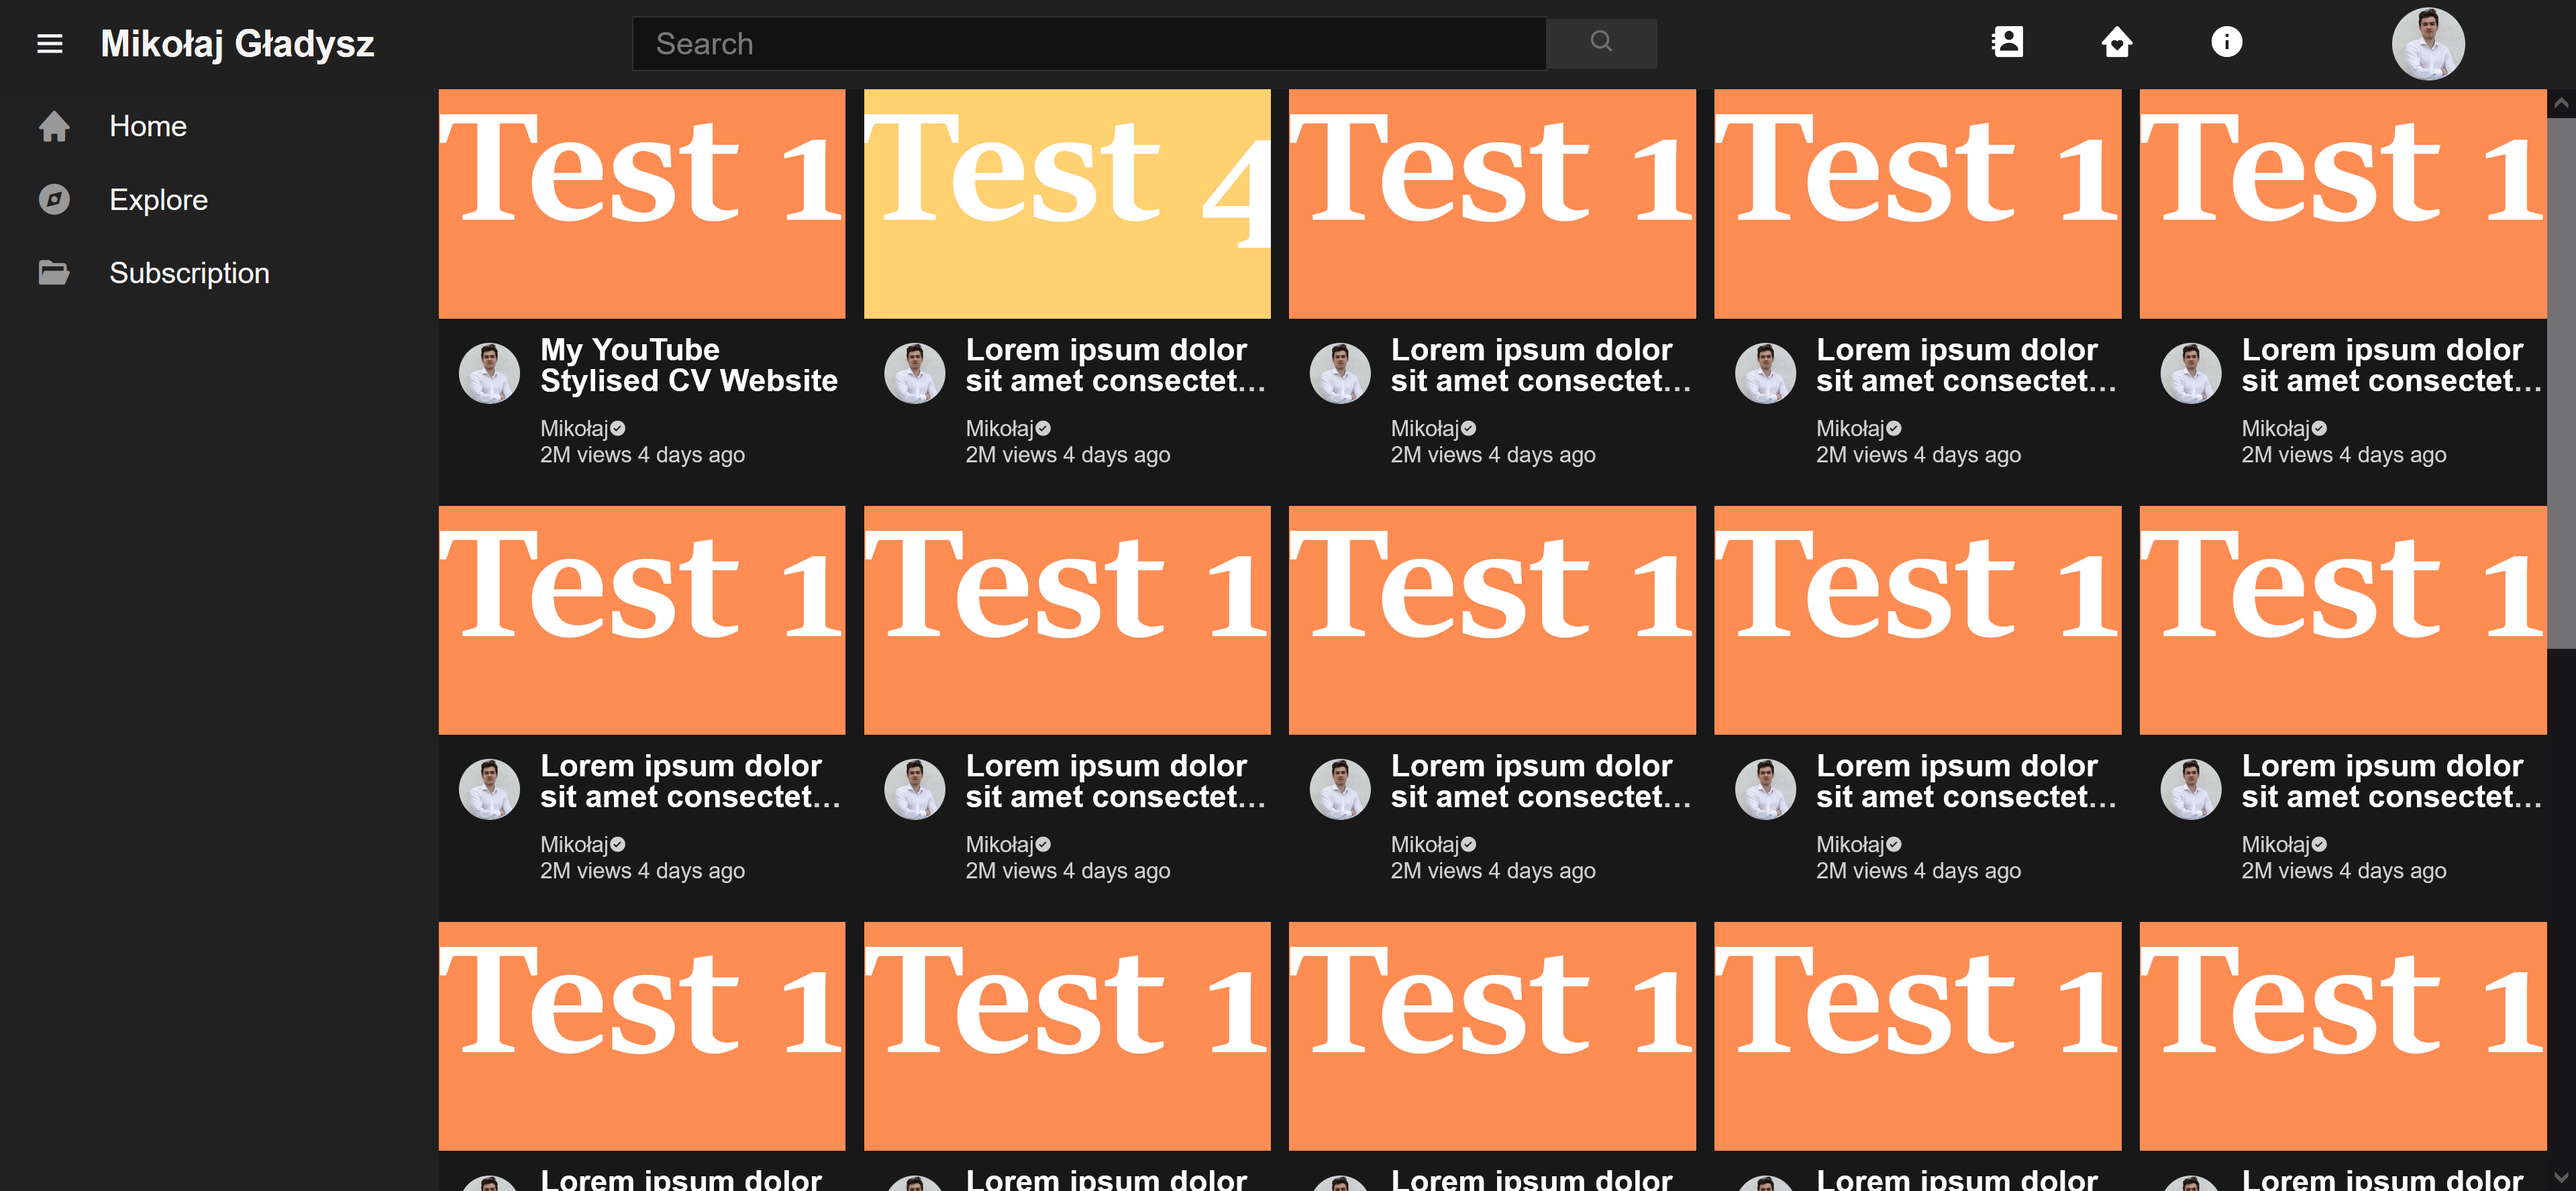 Mikołaj Gładysz
Search
Home
Explore
Subscription
Test 1
Test 4
Test 1
Test 1
Test 1
My YouTube
Stylised CV Website
Mikołaj
2M views 4 days ago
Lorem ipsum dolor
sit amet consectet...
Mikołaj
2M views 4 days ago
Lorem ipsum dolor
sit amet consectet...
Mikołaj
2M views 4 days ago
Lorem ipsum dolor
sit amet consectet...
Mikołaj
2M views 4 days ago
Lorem ipsum dolor
sit amet consectet...
Mikołaj
2M views 4 days ago
Test 1
Test 1
Test 1
Test 1
Test 1
Lorem ipsum dolor
sit amet consectet...
Mikołaj
2M views 4 days ago
Lorem ipsum dolor
sit amet consectet...
Mikołaj
2M views 4 days ago
Lorem ipsum dolor
sit amet consectet...
Mikołaj
2M views 4 days ago
Lorem ipsum dolor
sit amet consectet...
Mikołaj
2M views 4 days ago
Lorem ipsum dolor
sit amet consectet...
Mikołaj
2M views 4 days ago
Test 1
Test 1
Test 1
Test 1
Test 1
Lorem ipsum dolor
Lorem ipsum dolor
Lorem ipsum dolor
Lorem ipsum dolor
Lorem ipsum dolor